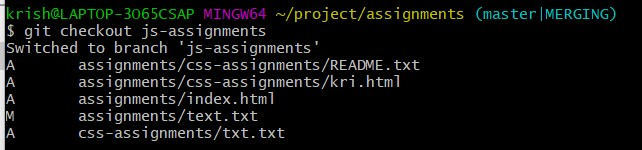 krish@LAPTOP-3O65CSAP MINGW64 ~/project/assignments (master|MERGING)
$ git checkout js-assignments
Switched to branch 'js-assignments'
A       assignments/css-assignments/README.txt
A       assignments/css-assignments/kri.html
A       assignments/index.html
M       assignments/text.txt
A       css-assignments/txt.txt